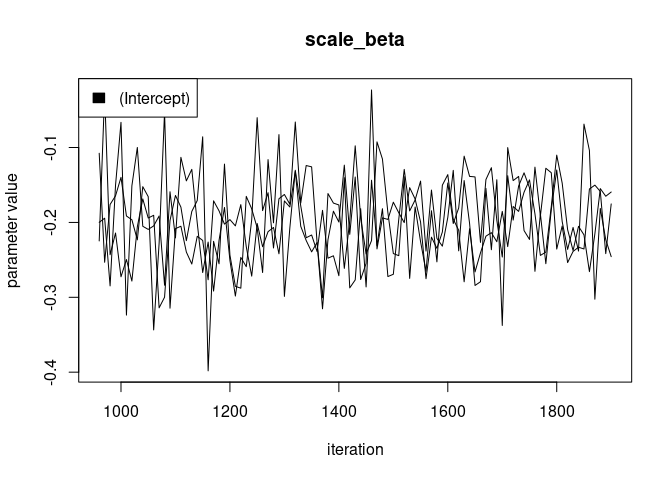 scale_beta
(Intercept)
parameter value
-0.1
-0.2
-0.3
-0.4
1000 1200 1400 1600 1800
iteration